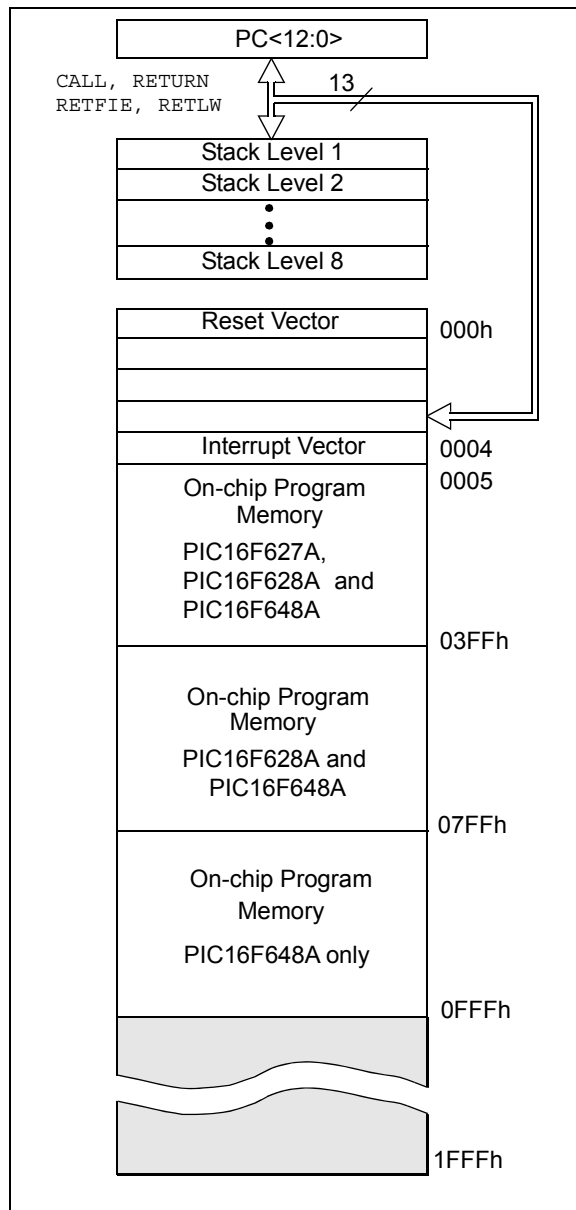 PC<12:0>
CALL, RETURN
RETFIE, RETLW
13
Stack Level 1
Stack Level 2
Stack Level 8
Reset Vector
000h
Interrupt Vector
0004
0005
On-chip Program
Memory
PIC16F627A,
PIC16F628A and
PIC16F648A
03FFh
On-chip Program
Memory
PIC16F628A and
PIC16F648A
07FFh
On-chip Program
Memory
PIC16F648A only
0FFFh
1FFFh